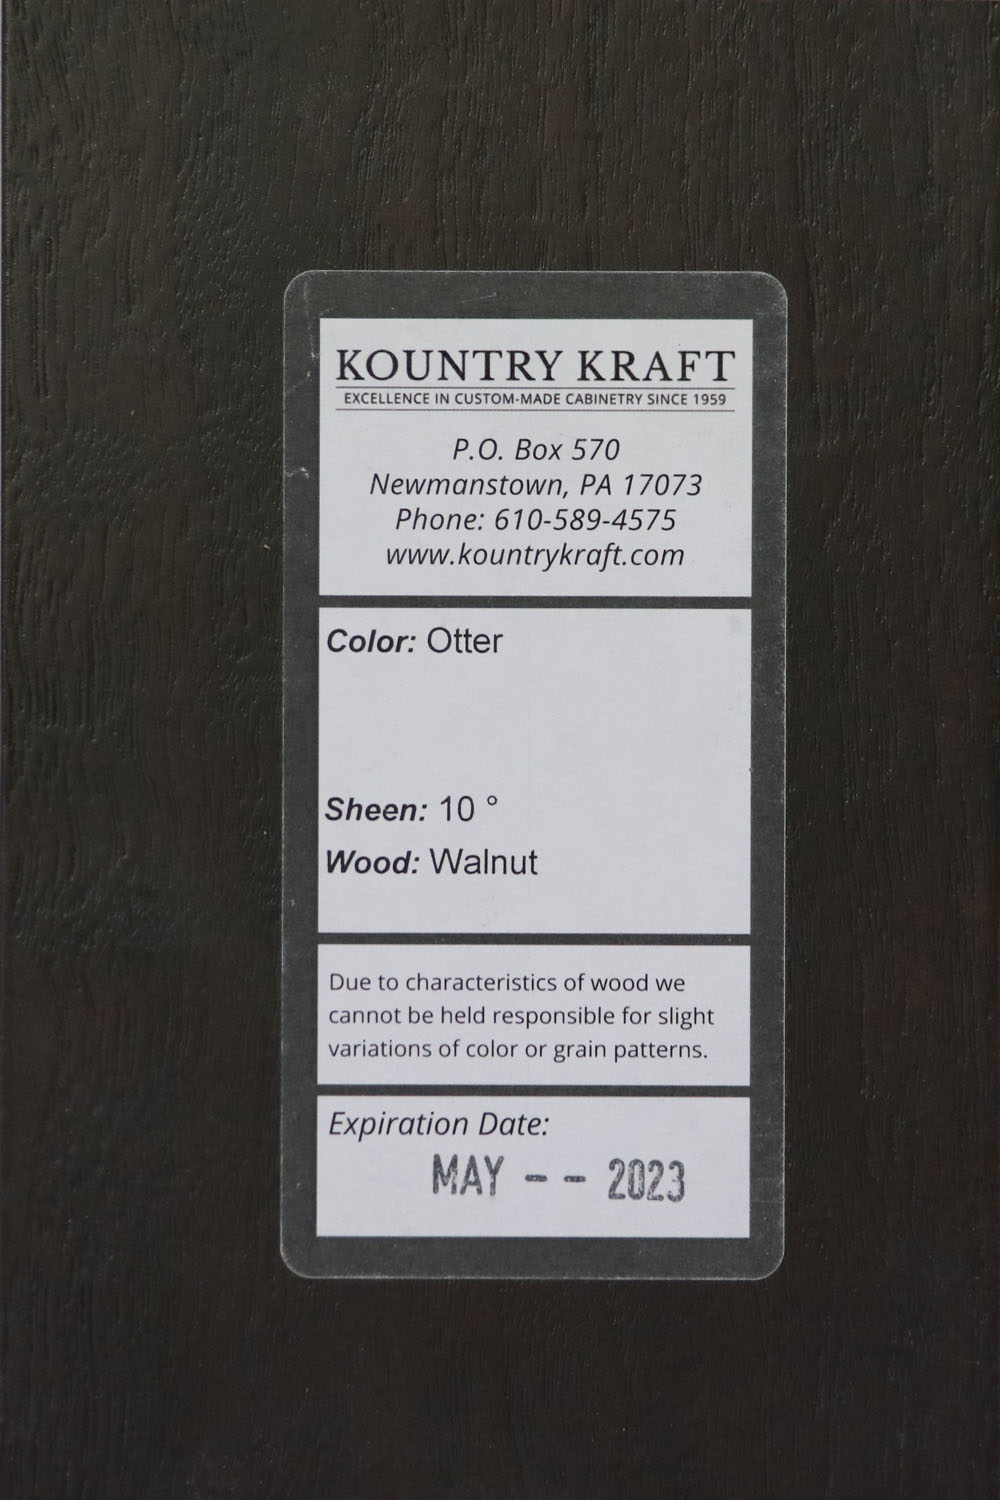 KOUNTRY KRAFT
EXCELLENCE IN CUSTOM-MADE CABINETRY SINCE 1959
P.O. Box 570
Newmanstown, PA 17073
Phone: 610-589-4575
www.kountrykraft.com
Color: Otter
Sheen: 10 °
Wood: Walnut
Due to characteristics of wood we
cannot be held responsible for slight
variations of color or grain patterns.
Expiration Date:
MAY -- 2023